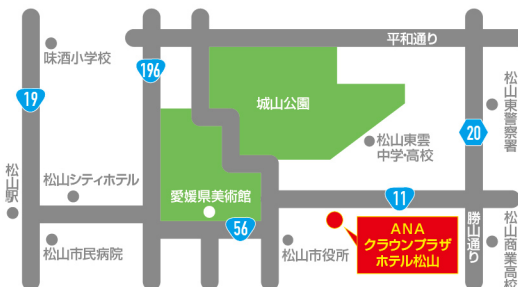 平和通り
味酒小学校
196
19
城山公園
松山東警察署
20
松山東雲
中学・高校
松山駅
松山シティホテル
愛媛県美術館
11
56
松山市民病院
松山市役所
ANA
クラウンプラザ
ホテル松山
勝山通り
松山商業高校